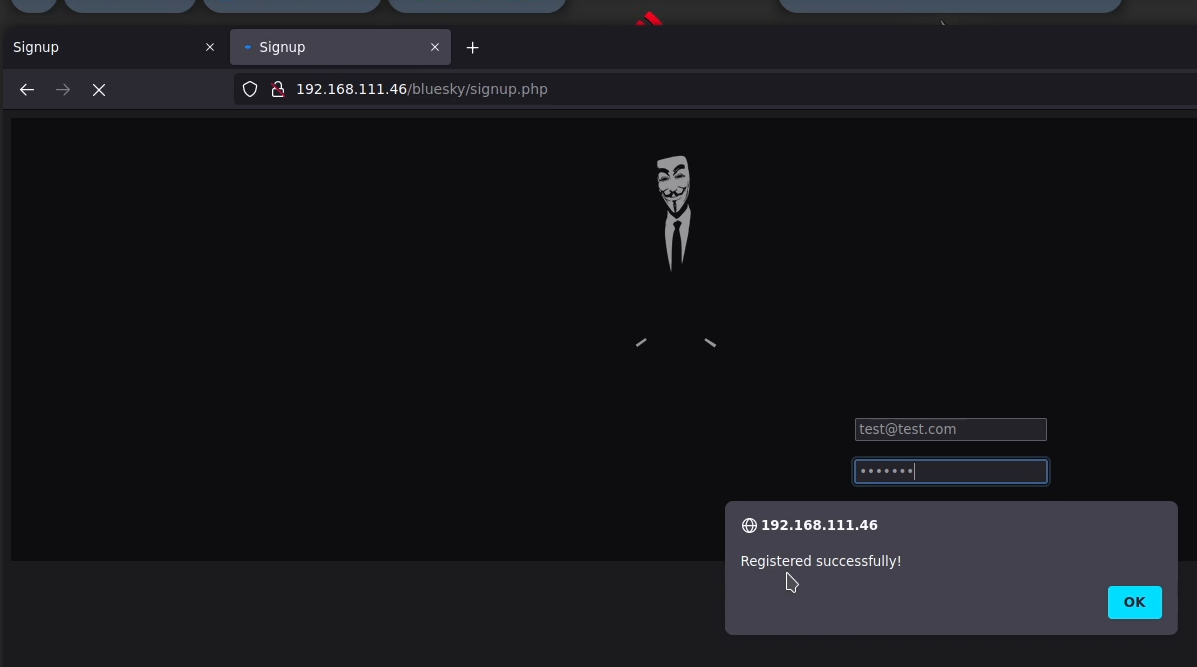 Signup
Signup
192.168.111.46/bluesky/signup.php
test@test.com
•••••••
192.168.111.46
Registered successfully!
OK